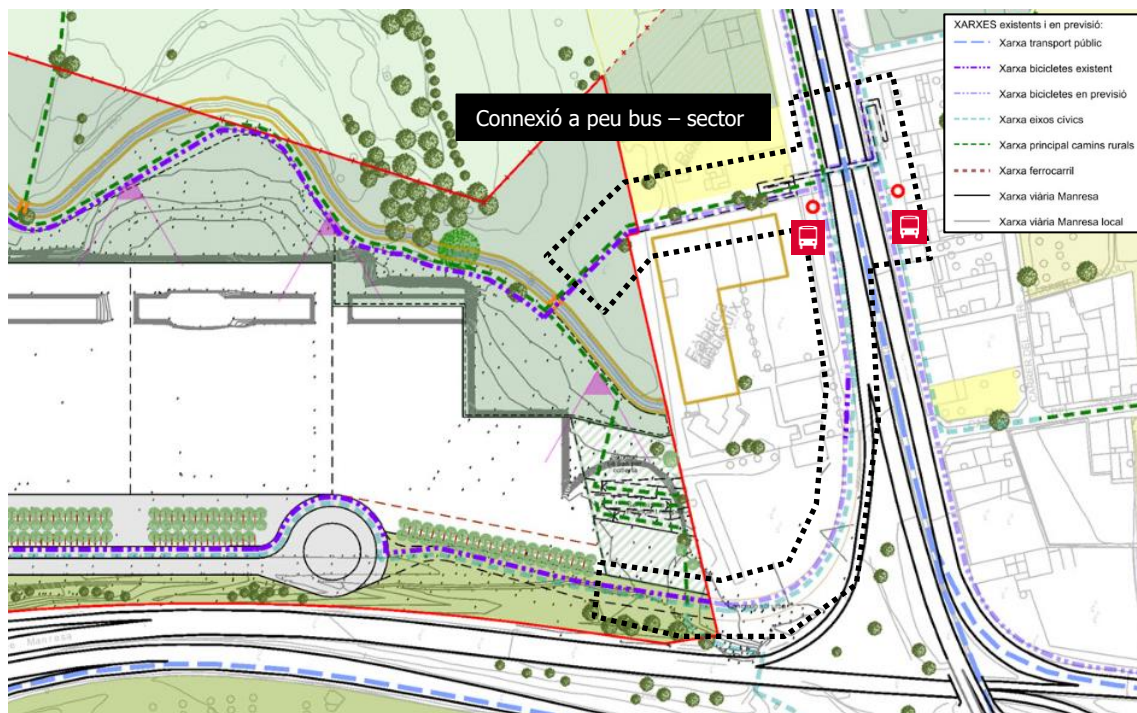 XARXES existents i en previsió:
Xarxa transport públic
Xarxa bicicletes existent
Xarxa bicicletes en previsió
Xarxa eixos cívics
Xarxa principal camins rurals
Xarxa ferrocarril
Xarxa viària Manresa
Xarxa viària Manresa local
Connexió a peu bus – sector
Fàbrica
Manresa